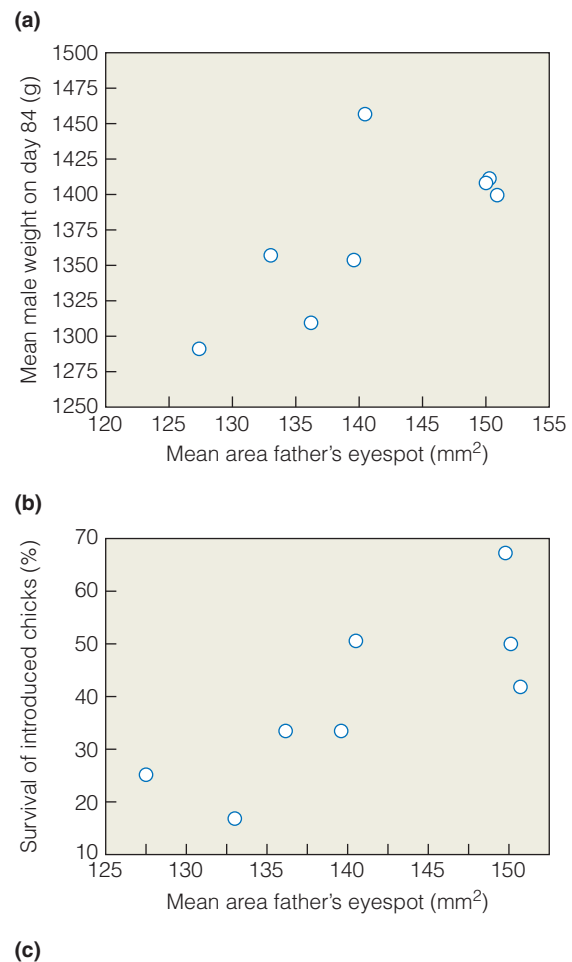 (a)
1500
1475
1450
1425
1400
1375
1350
1325
1300
1275
1250
Mean male weight on day 84 (g)
120 125 130 135 140 145 150 155
Mean area father's eyespot (mm²)
(b)
70
60
50
40
30
20
10
Survival of introduced chicks (%)
125 130 135 140 145 150
Mean area father's eyespot (mm²)
(c)